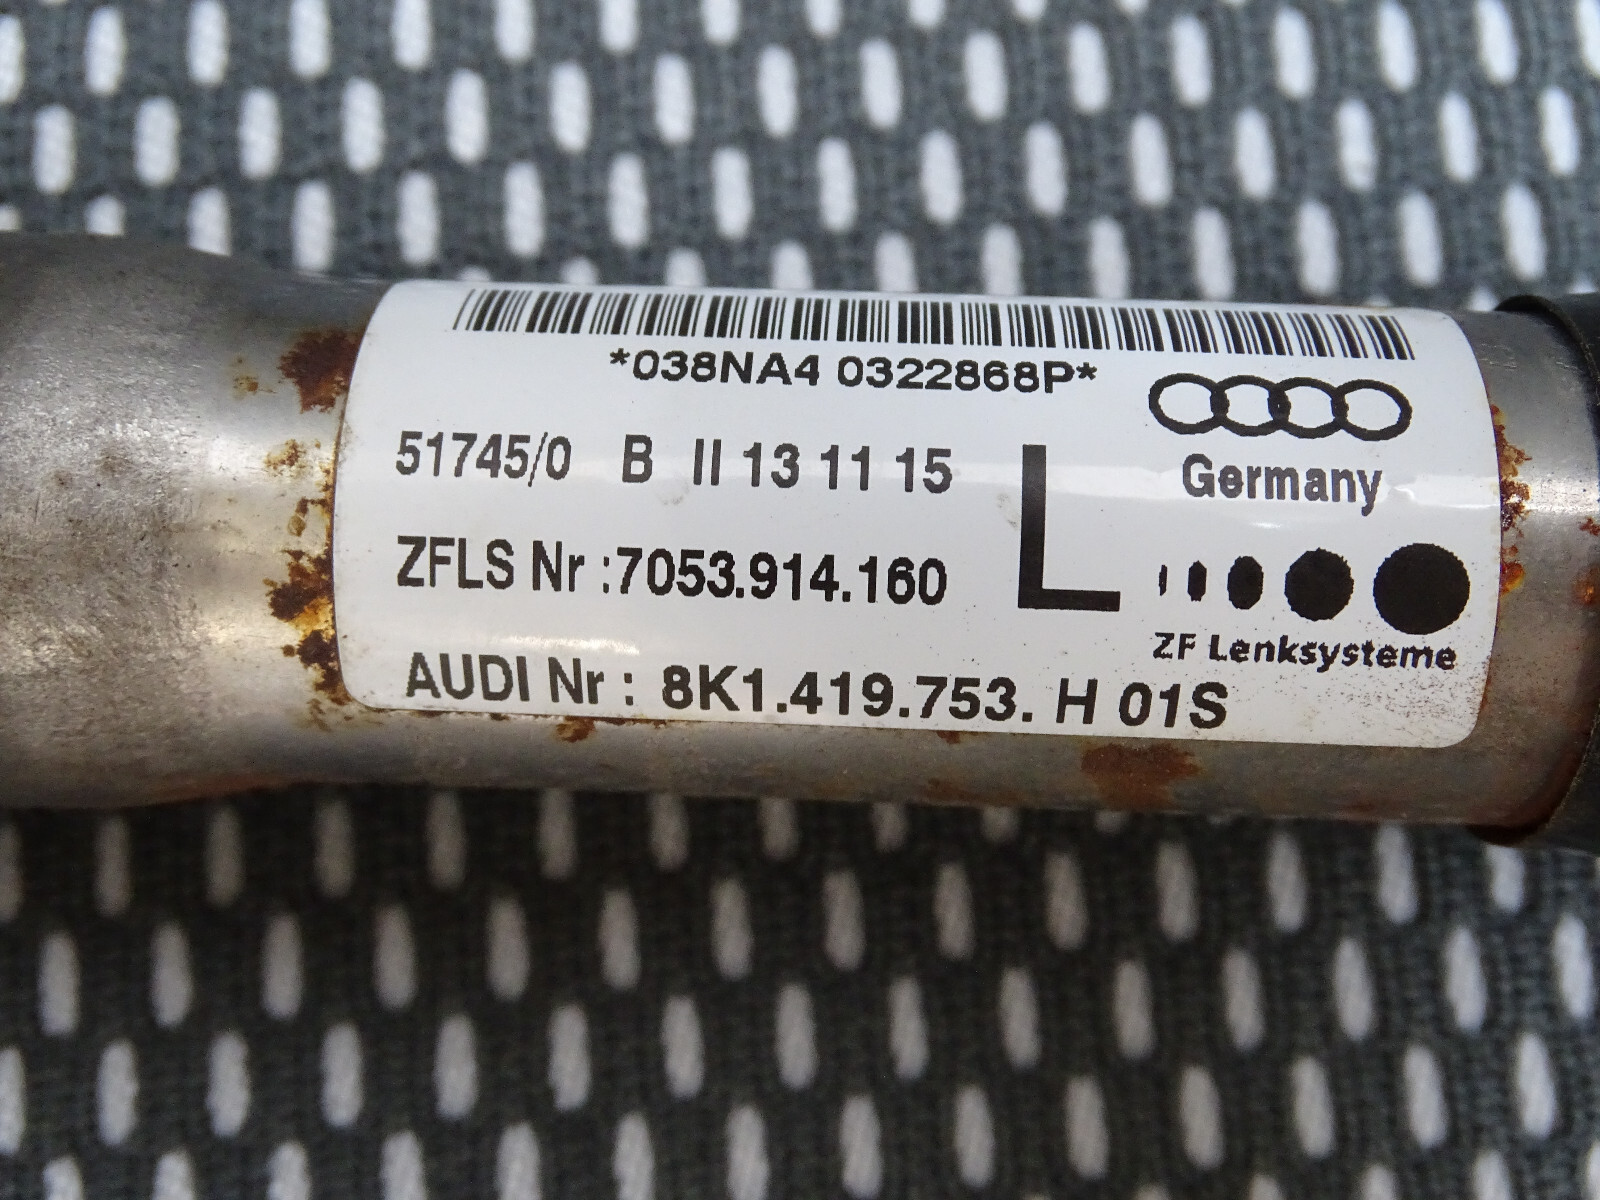 *038NA4 0322868P*
51745/0 B II 13 11 15
Germany
L
ZFLS Nr :7053.914.160
ZF Lenksysteme
AUDI Nr : 8K1.419.753. H 01S